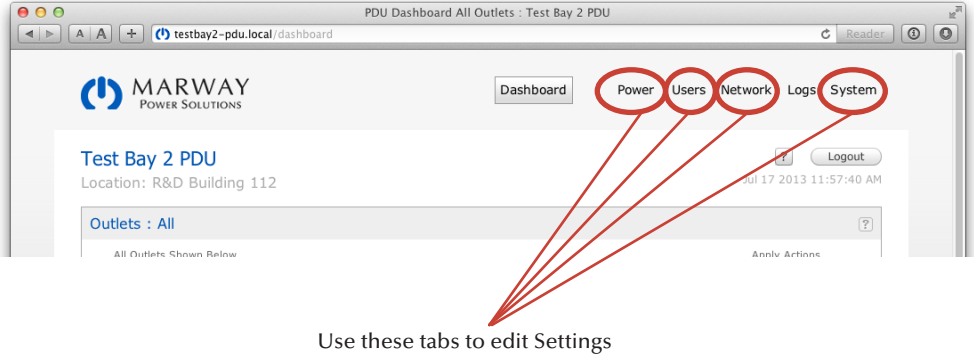 PDU Dashboard All Outlets : Test Bay 2 PDU
A A + testbay2-pdu.local/dashboard Reader
MARWAY
POWER SOLUTIONS
Dashboard Power Users Network Logs System
Test Bay 2 PDU
? Logout
Location: R&D Building 112
Jul 17 2013 11:57:40 AM
Outlets : All ?
All Outlets Shown Below Apply Actions
Use these tabs to edit Settings